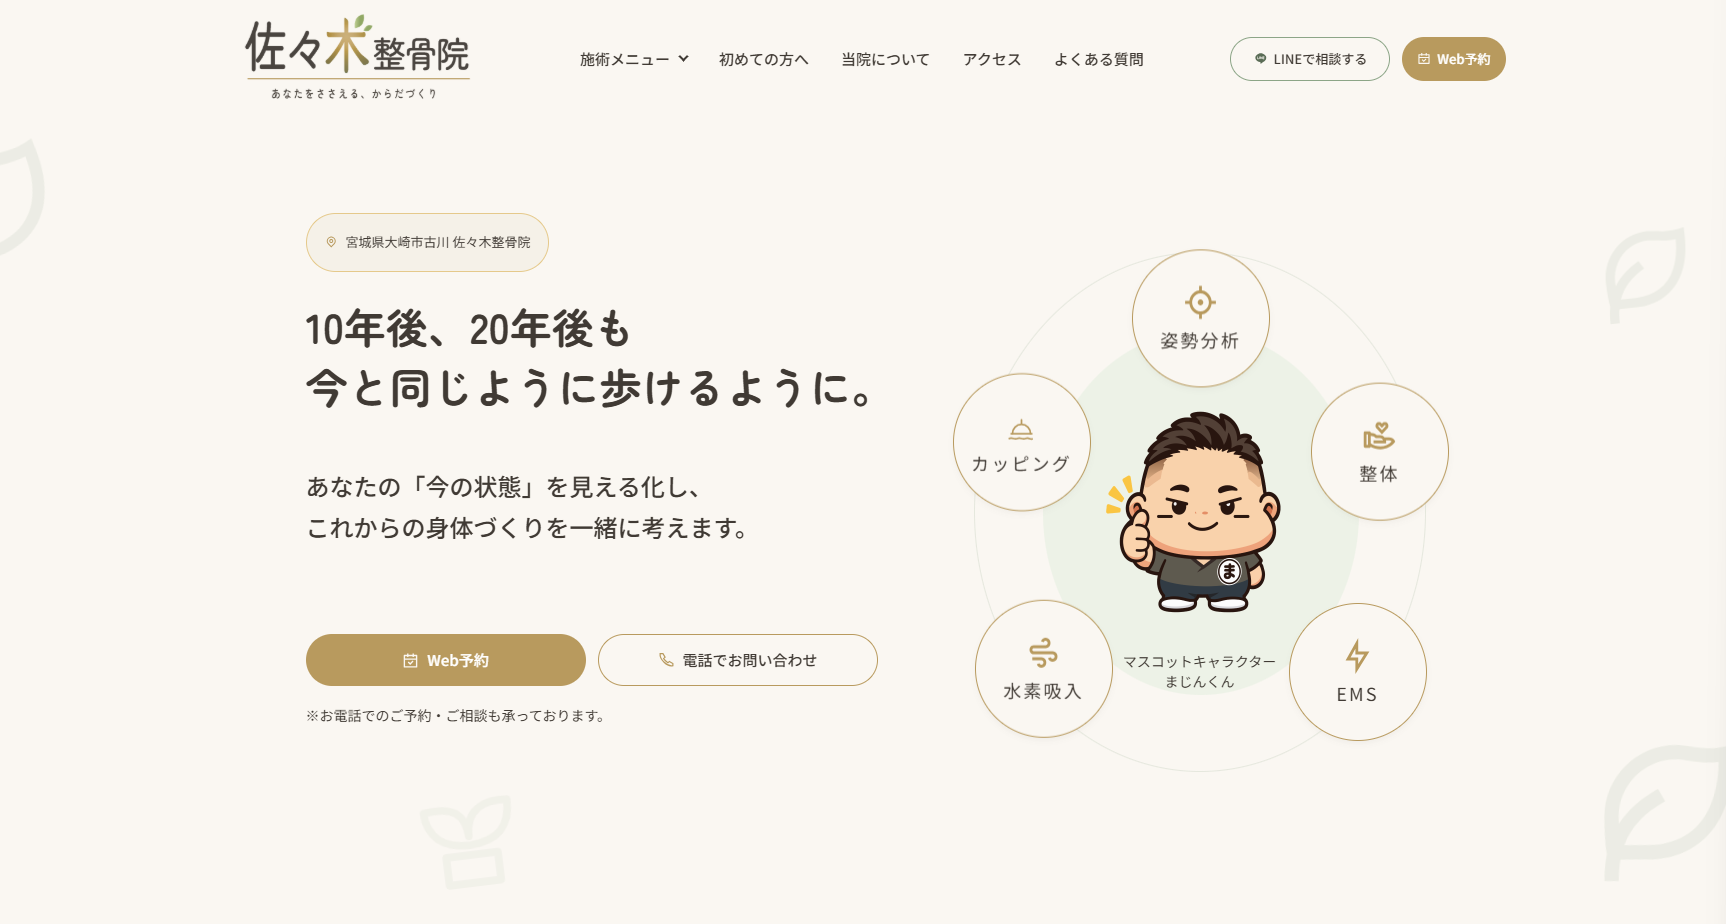 佐々木整骨院
あなたをささえる、からだづくり
施術メニュー
初めての方へ
当院について
アクセス
よくある質問
LINEで相談する
Web予約
宮城県大崎市古川 佐々木整骨院
10年後、20年後も
今と同じように歩けるように。
あなたの「今の状態」を見える化し、
これからの身体づくりを一緒に考えます。
Web予約
電話でお問い合わせ
※お電話でのご予約・ご相談も承っております。
姿勢分析
カッピング
整体
ま
水素吸入
マスコットキャラクター
まじんくん
EMS